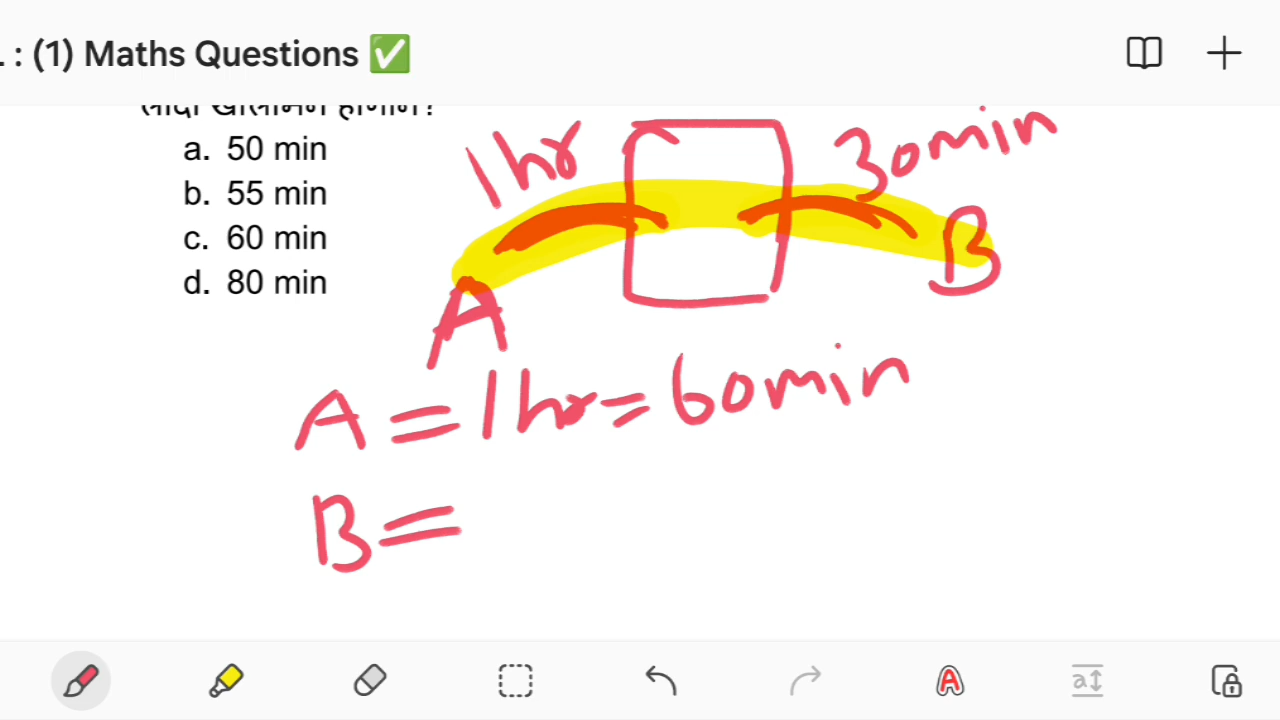 : (1) Maths Questions ✅
a. 50 min
b. 55 min
c. 60 min
d. 80 min
1hr
30min
A
B
A = 1hr = 60min
B =